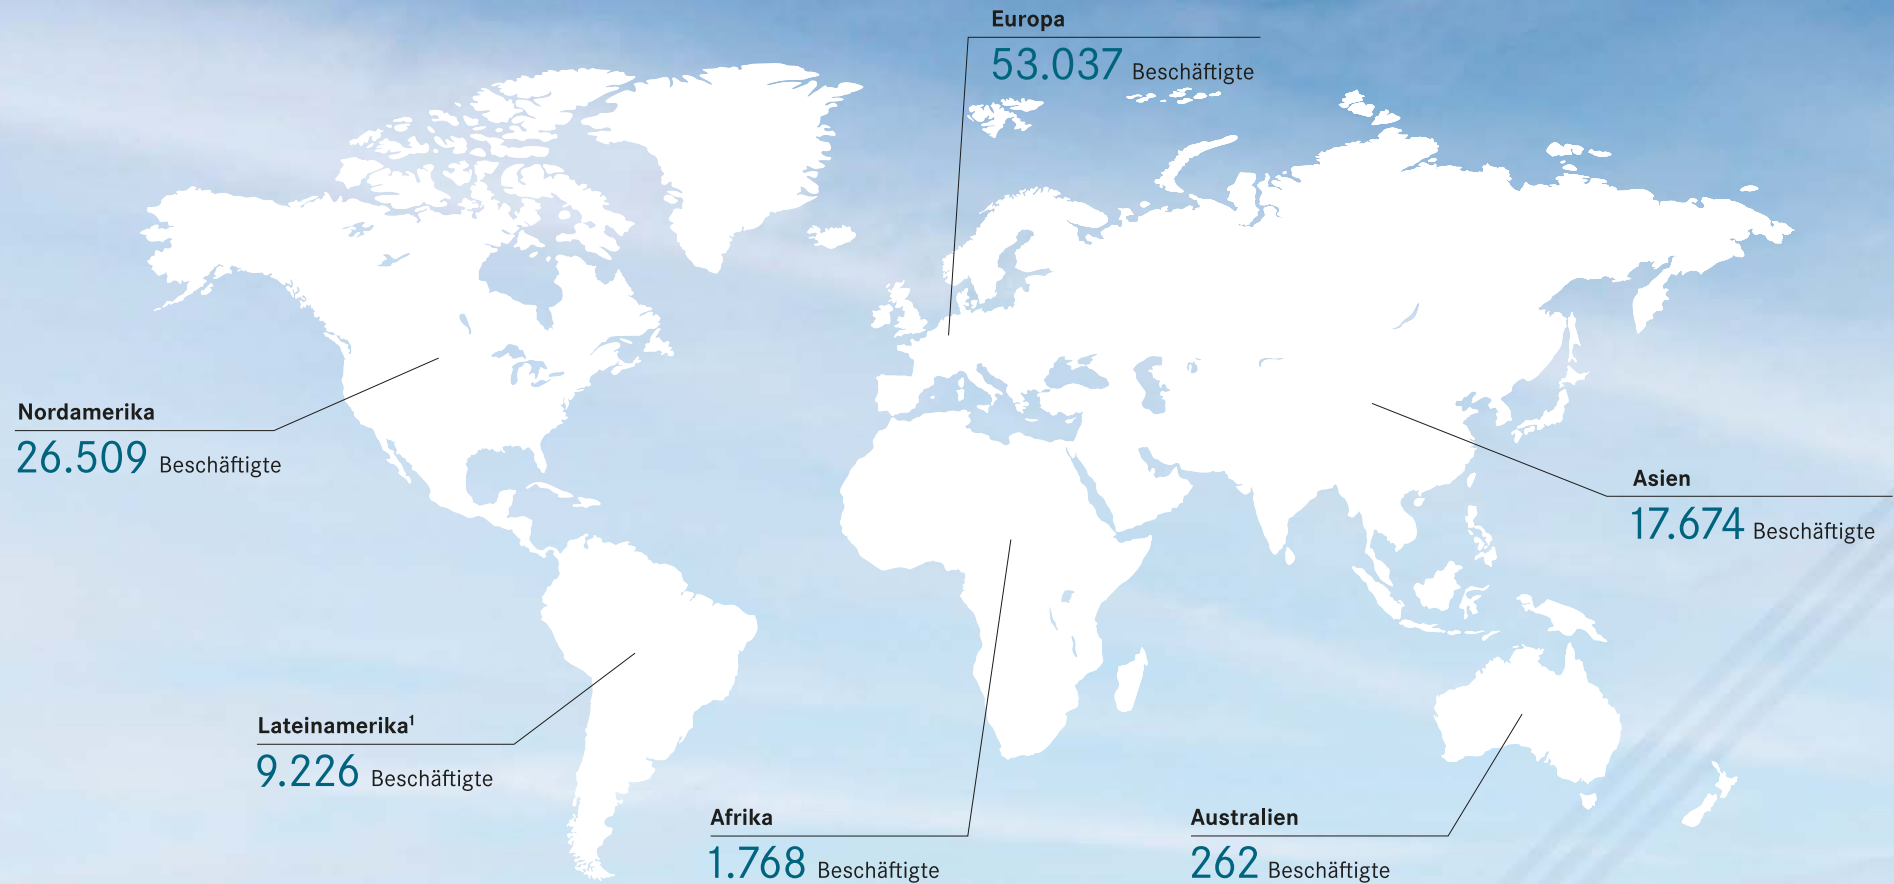 Europa
53.037 Beschäftigte
Nordamerika
26.509 Beschäftigte
Asien
17.674 Beschäftigte
Lateinamerika¹
9.226 Beschäftigte
Afrika
1.768 Beschäftigte
Australien
262 Beschäftigte